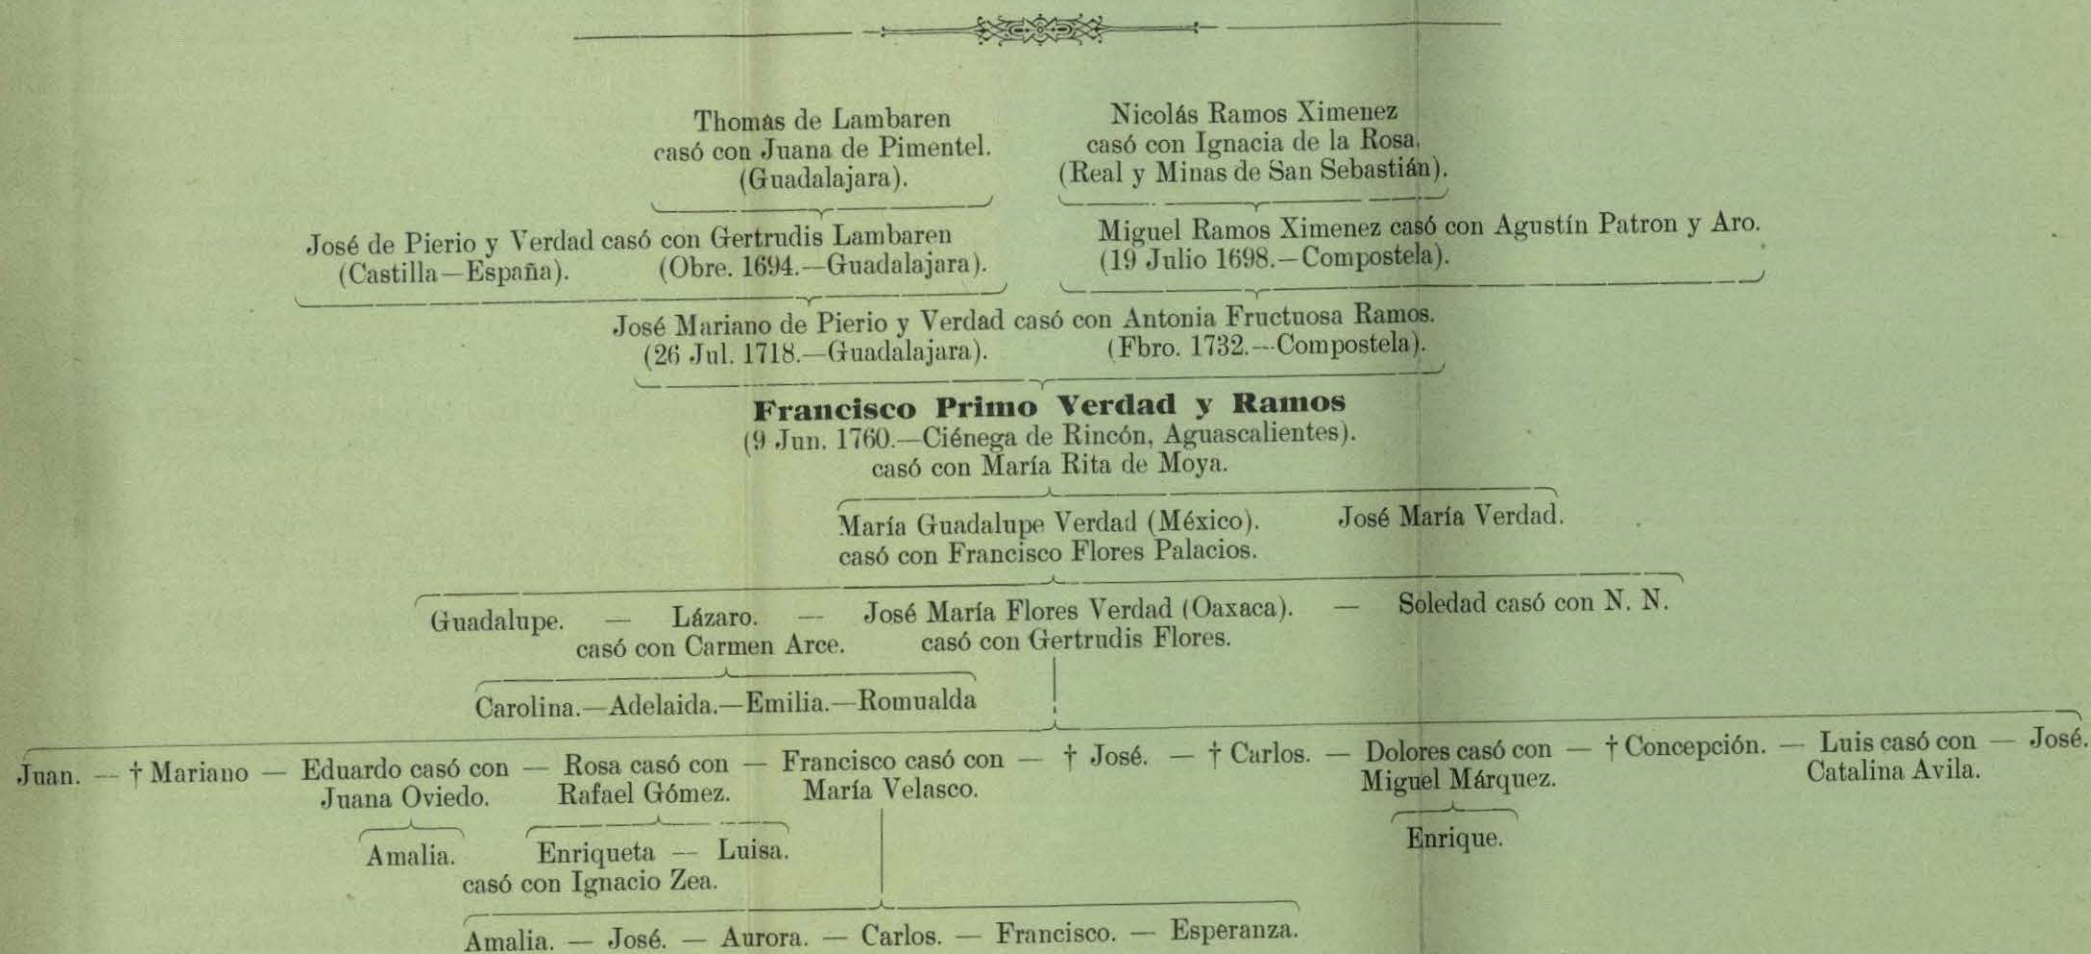 Thomas de Lambaren
casó con Juana de Pimentel.
(Guadalajara).
Nicolás Ramos Ximenez
casó con Ignacia de la Rosa.
(Real y Minas de San Sebastián).
José de Pierio y Verdad casó con Gertrudis Lambaren
(Castilla—España). (Obre. 1694.—Guadalajara).
Miguel Ramos Ximenez casó con Agustín Patron y Aro.
(19 Julio 1698.—Compostela).
José Mariano de Pierio y Verdad casó con Antonia Fructuosa Ramos.
(26 Jul. 1718.—Guadalajara). (Fbro. 1732.—Compostela).
Francisco Primo Verdad y Ramos
(9 Jun. 1760.—Ciénega de Rincón, Aguascalientes).
casó con María Rita de Moya.
María Guadalupe Verdad (México). José María Verdad.
casó con Francisco Flores Palacios.
Guadalupe. — Lázaro. — José María Flores Verdad (Oaxaca). — Soledad casó con N. N.
casó con Carmen Arce. casó con Gertrudis Flores.
Carolina.—Adelaida.—Emilia.—Romualda
Juan. — † Mariano — Eduardo casó con — Rosa casó con — Francisco casó con — † José. — † Carlos. — Dolores casó con — † Concepción. — Luis casó con — José.
Juana Oviedo. Rafael Gómez. María Velasco. Miguel Márquez. Catalina Avila.
Amalia. Enriqueta — Luisa. Enrique.
casó con Ignacio Zea.
Amalia. — José. — Aurora. — Carlos. — Francisco. — Esperanza.